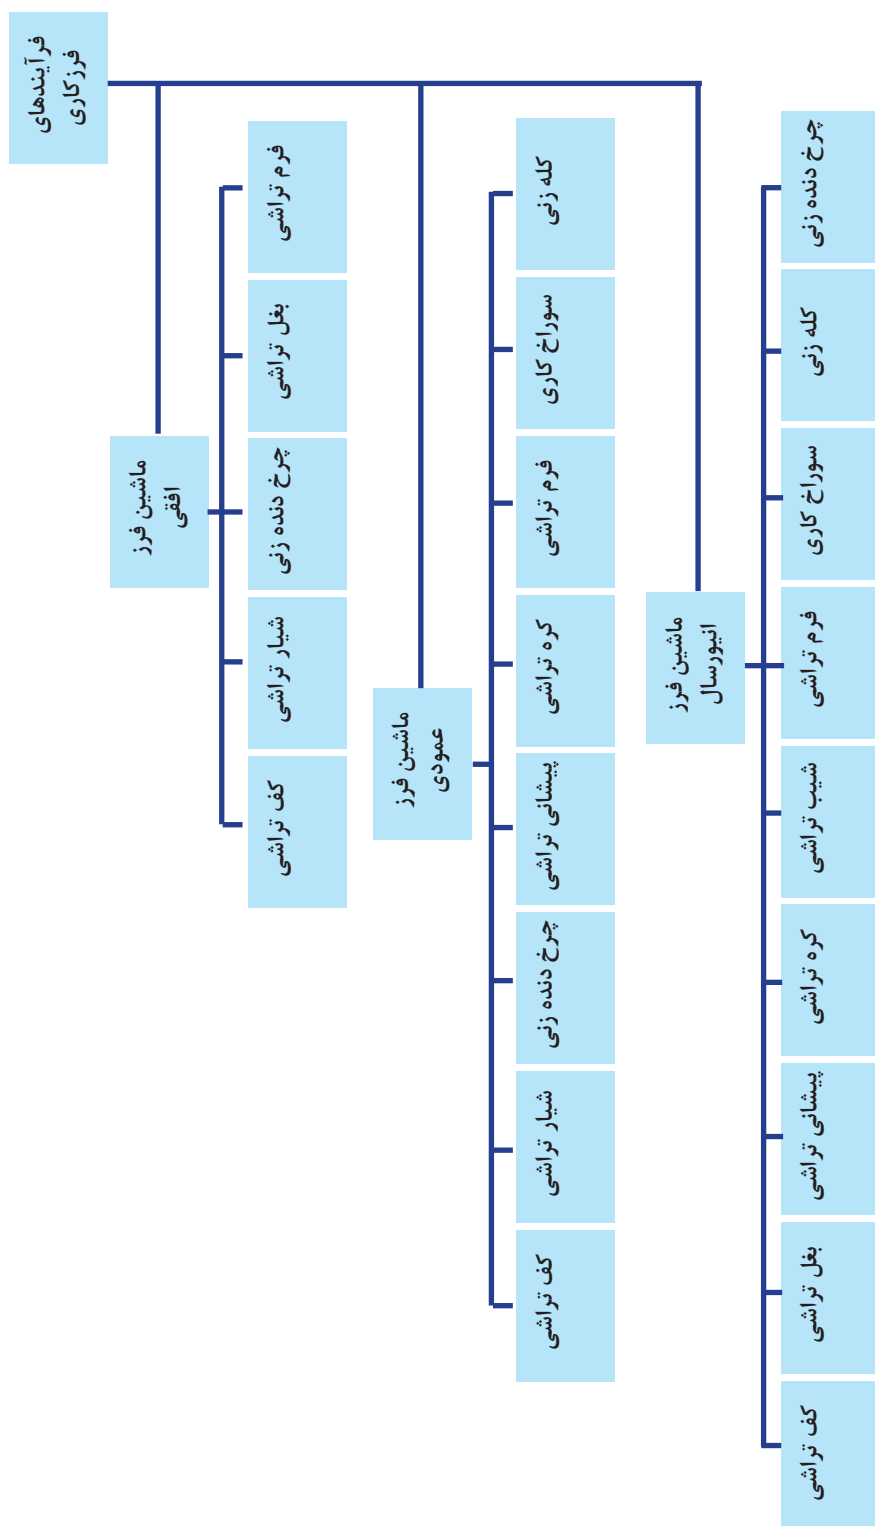 فرآیندهای
فرزکاری
ماشین فرز
افقی
فرم تراشی
بغل تراشی
چرخ دنده زنی
شیار تراشی
کف تراشی
ماشین فرز
عمودی
کله زنی
سوراخ کاری
فرم تراشی
کره تراشی
پیشانی تراشی
چرخ دنده زنی
شیار تراشی
کف تراشی
ماشین فرز
انیورسال
چرخ دنده زنی
کله زنی
سوراخ کاری
فرم تراشی
شیب تراشی
کره تراشی
پیشانی تراشی
بغل تراشی
کف تراشی